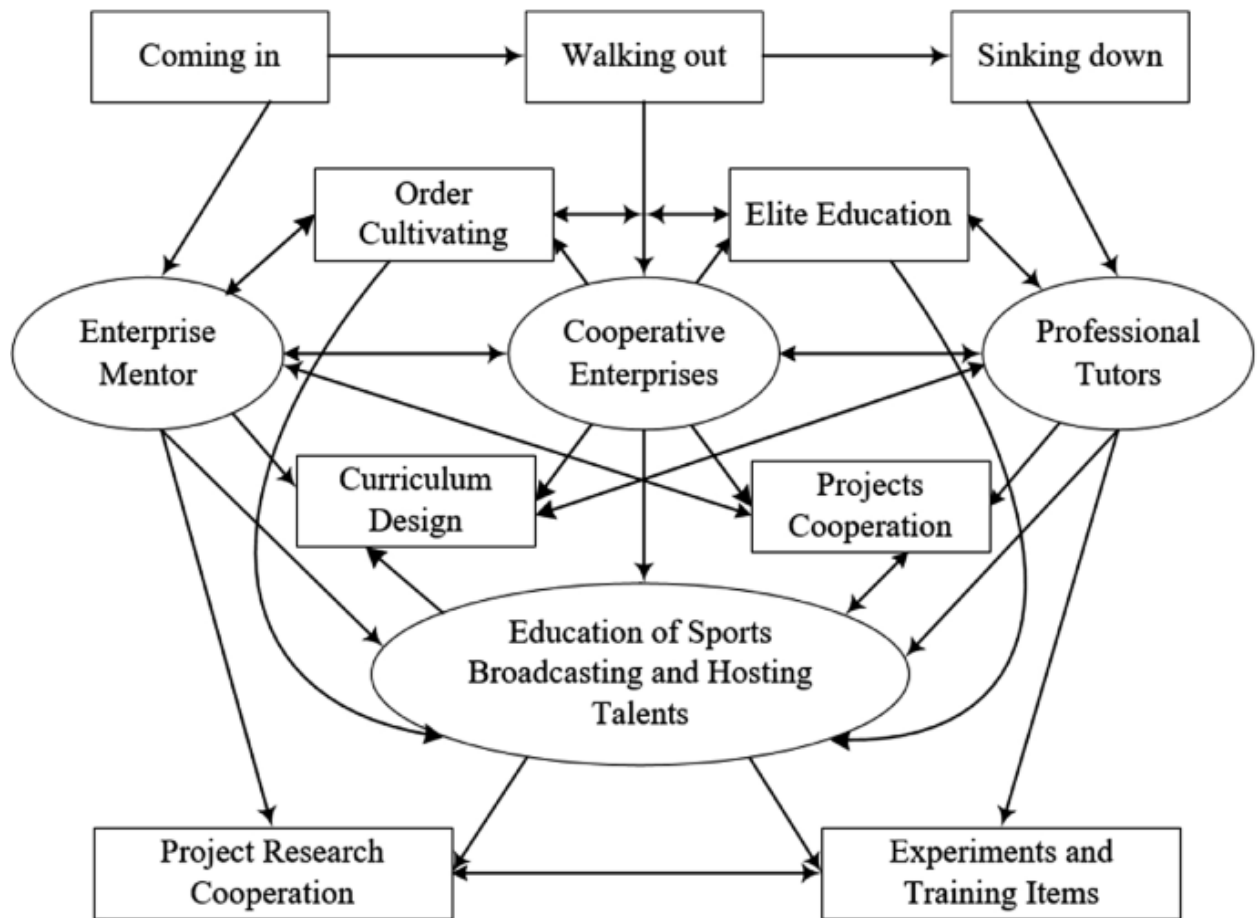 Coming in
Walking out
Sinking down
Order
Cultivating
Elite Education
Enterprise
Mentor
Cooperative
Enterprises
Professional
Tutors
Curriculum
Design
Projects
Cooperation
Education of Sports
Broadcasting and Hosting
Talents
Project Research
Cooperation
Experiments and
Training Items